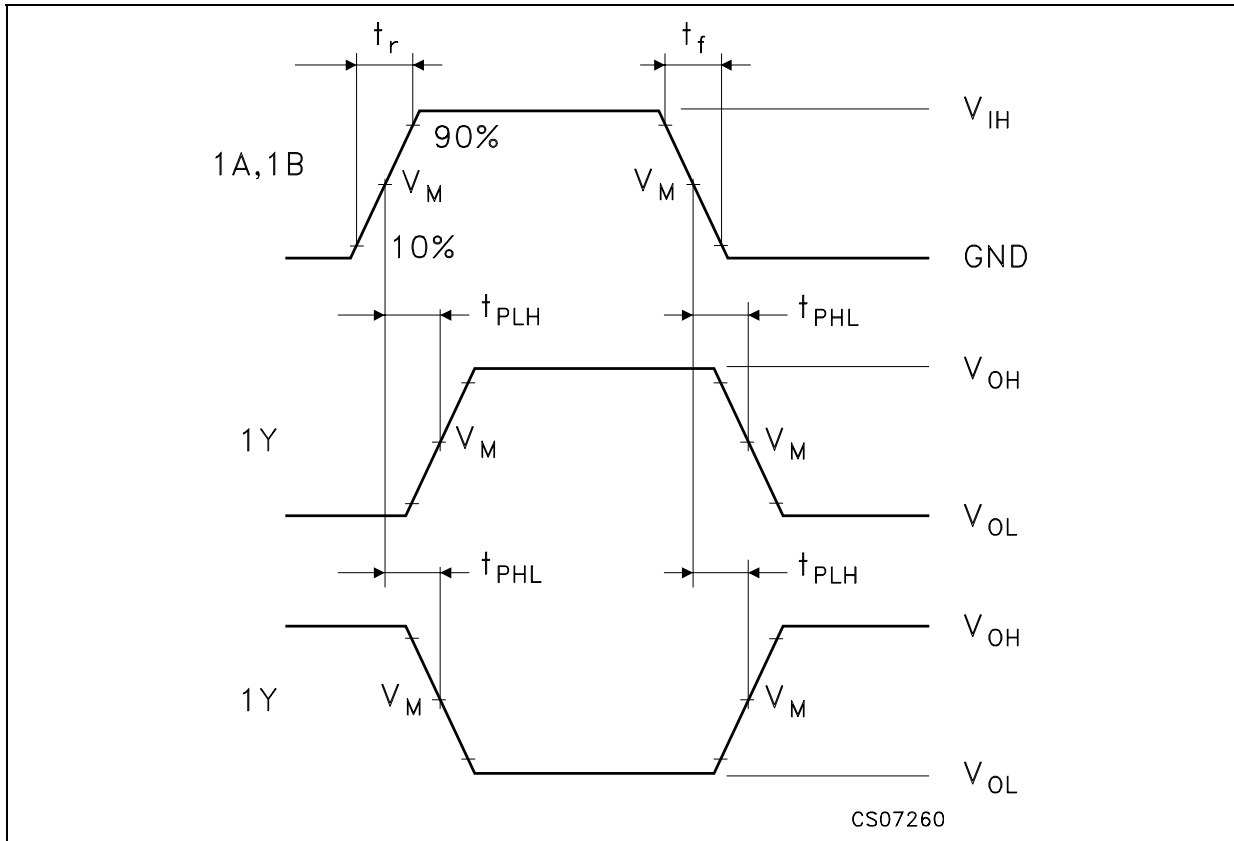 tr
tf
VIH
90%
1A,1B
VM
VM
10%
GND
tPLH
tPHL
VOH
1Y
VM
VM
VOL
tPHL
tPLH
VOH
1Y
VM
VM
VOL
CS07260